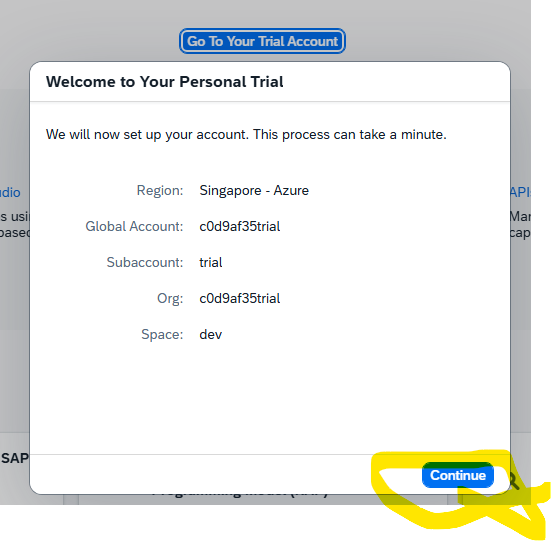 Go To Your Trial Account
Welcome to Your Personal Trial
We will now set up your account. This process can take a minute.
Region: Singapore - Azure
Global Account: c0d9af35trial
Subaccount: trial
Org: c0d9af35trial
Space: dev
Continue
dio
API
s usi
Mar
based
cap
SAP